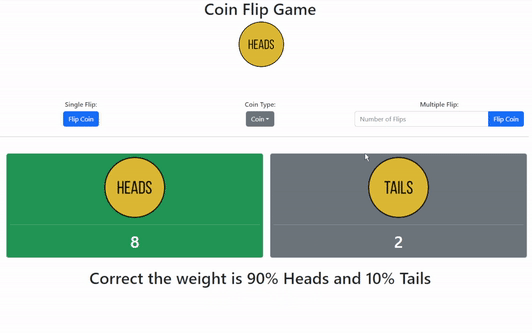 Coin Flip Game
HEADS
Single Flip:
Coin Type:
Multiple Flip:
Flip Coin
Coin
Number of Flips
Flip Coin
HEADS
TAILS
8
2
Correct the weight is 90% Heads and 10% Tails